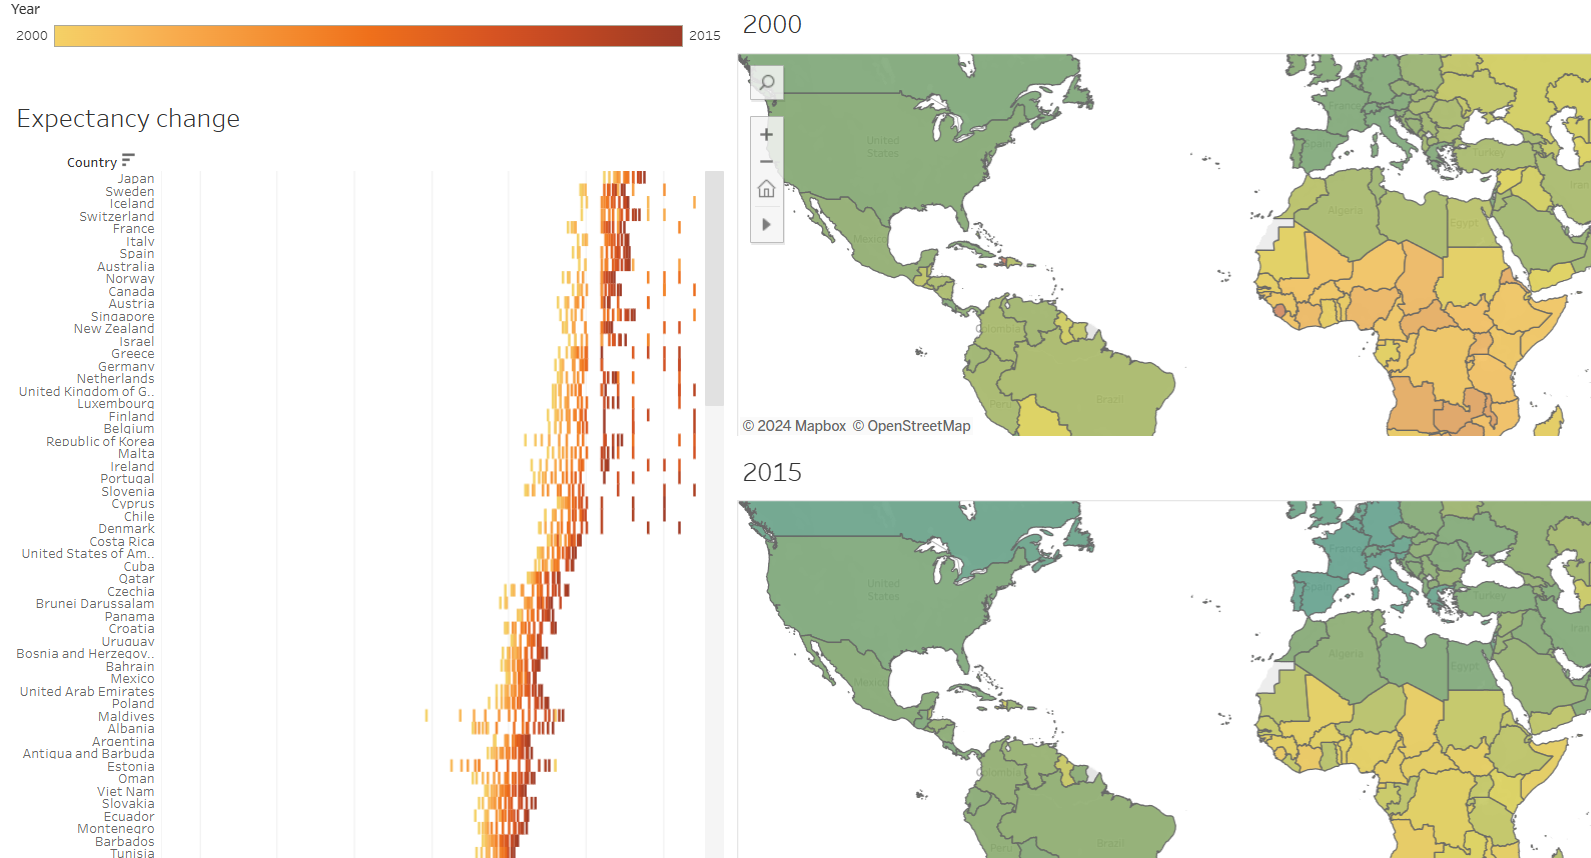 Year
2000
2015
Expectancy change
Country
Japan
Sweden
Iceland
Switzerland
France
Italy
Spain
Australia
Norway
Canada
Austria
Singapore
New Zealand
Israel
Greece
Germany
Netherlands
United Kingdom of G..
Luxembourg
Finland
Belgium
Republic of Korea
Malta
Ireland
Portugal
Slovenia
Cyprus
Chile
Denmark
Costa Rica
United States of Am..
Cuba
Qatar
Czechia
Brunei Darussalam
Panama
Croatia
Uruguay
Bosnia and Herzegov..
Bahrain
Mexico
United Arab Emirates
Poland
Maldives
Albania
Argentina
Antigua and Barbuda
Estonia
Oman
Viet Nam
Slovakia
Ecuador
Montenegro
Barbados
Tunisia
2000
United
States
Mexico
Colombia
Peru
Brazil
France
Spain
Turkey
Algeria
Egypt
Iran
© 2024 Mapbox © OpenStreetMap
2015
United
States
Mexico
Colombia
Peru
Brazil
France
Spain
Turkey
Algeria
Egypt
Iran